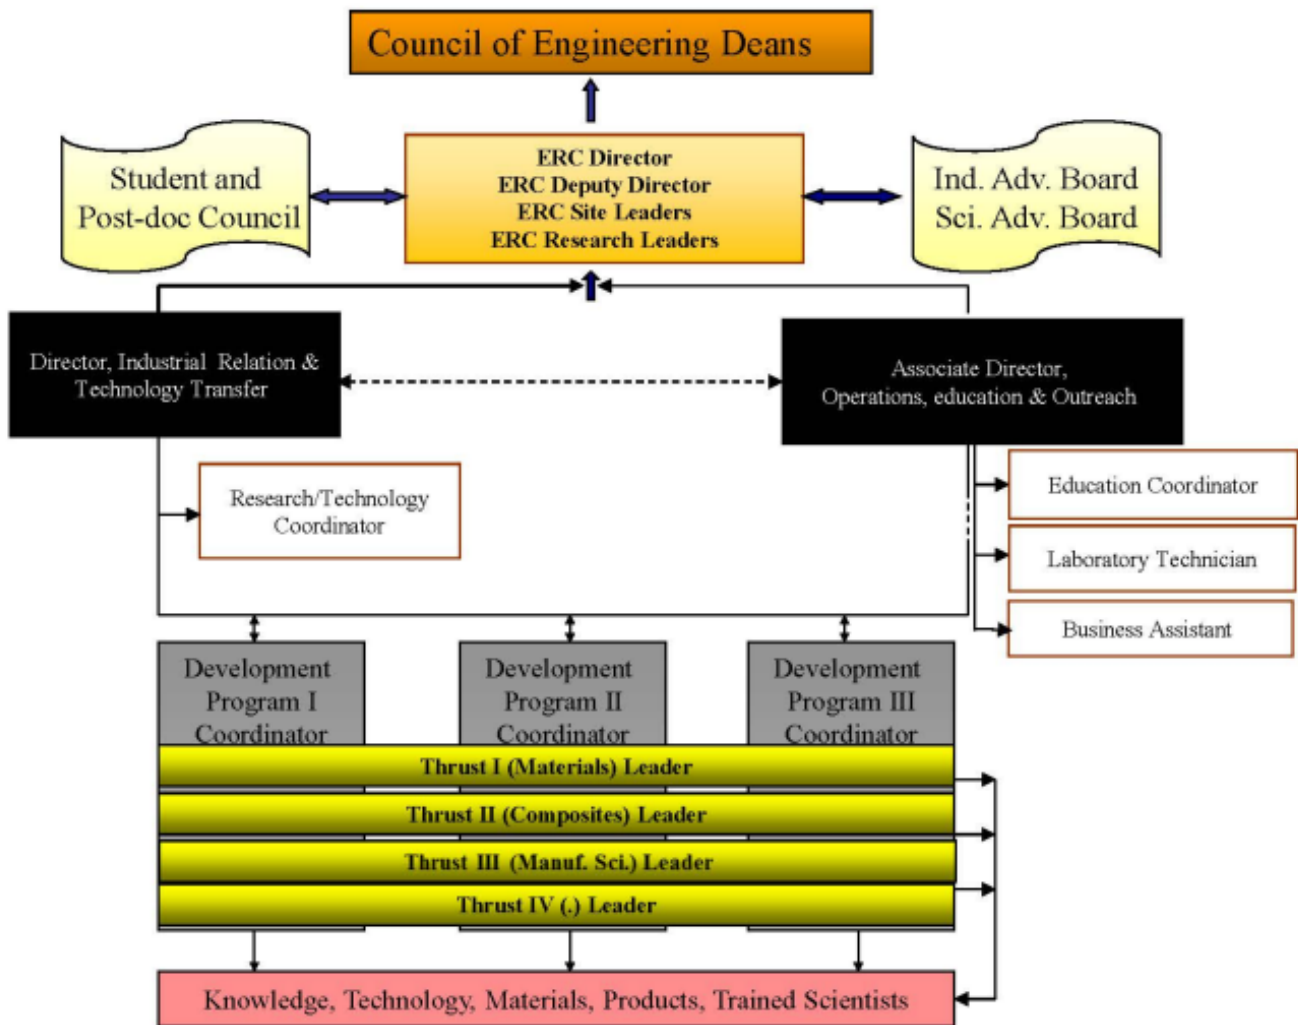 Council of Engineering Deans
Student and
Post-doc Council
ERC Director
ERC Deputy Director
ERC Site Leaders
ERC Research Leaders
Ind. Adv. Board
Sci. Adv. Board
Director, Industrial Relation &
Technology Transfer
Associate Director,
Operations, education & Outreach
Research/Technology
Coordinator
Education Coordinator
Laboratory Technician
Business Assistant
Development
Program I
Coordinator
Development
Program II
Coordinator
Development
Program III
Coordinator
Thrust I (Materials) Leader
Thrust II (Composites) Leader
Thrust III (Manuf. Sci.) Leader
Thrust IV (.) Leader
Knowledge, Technology, Materials, Products, Trained Scientists